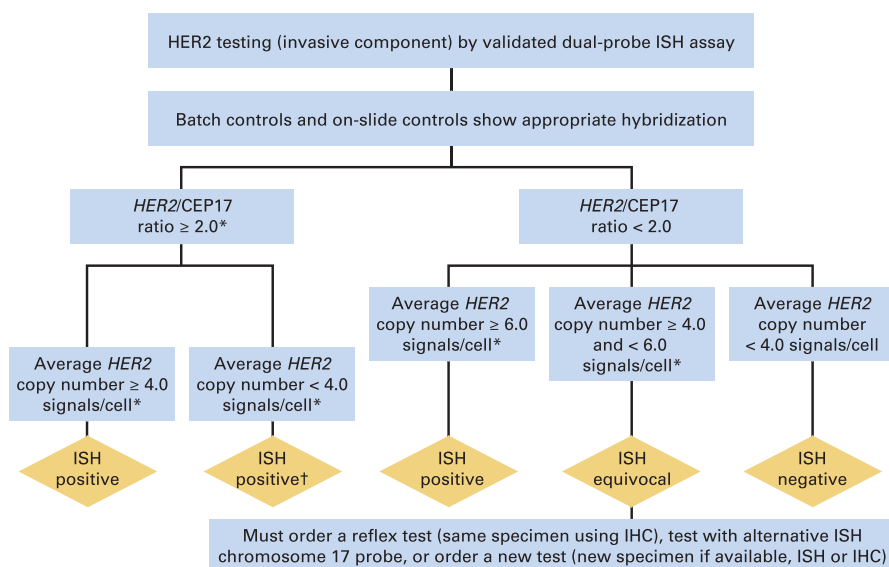 HER2 testing (invasive component) by validated dual-probe ISH assay
Batch controls and on-slide controls show appropriate hybridization
HER2/CEP17
ratio ≥ 2.0*
HER2/CEP17
ratio < 2.0
Average HER2
copy number ≥ 4.0
signals/cell*
Average HER2
copy number < 4.0
signals/cell*
Average HER2
copy number ≥ 6.0
signals/cell*
Average HER2
copy number ≥ 4.0
and < 6.0
signals/cell*
Average HER2
copy number
< 4.0 signals/cell
ISH
positive
ISH
positive†
ISH
positive
ISH
equivocal
ISH
negative
Must order a reflex test (same specimen using IHC), test with alternative ISH
chromosome 17 probe, or order a new test (new specimen if available, ISH or IHC)